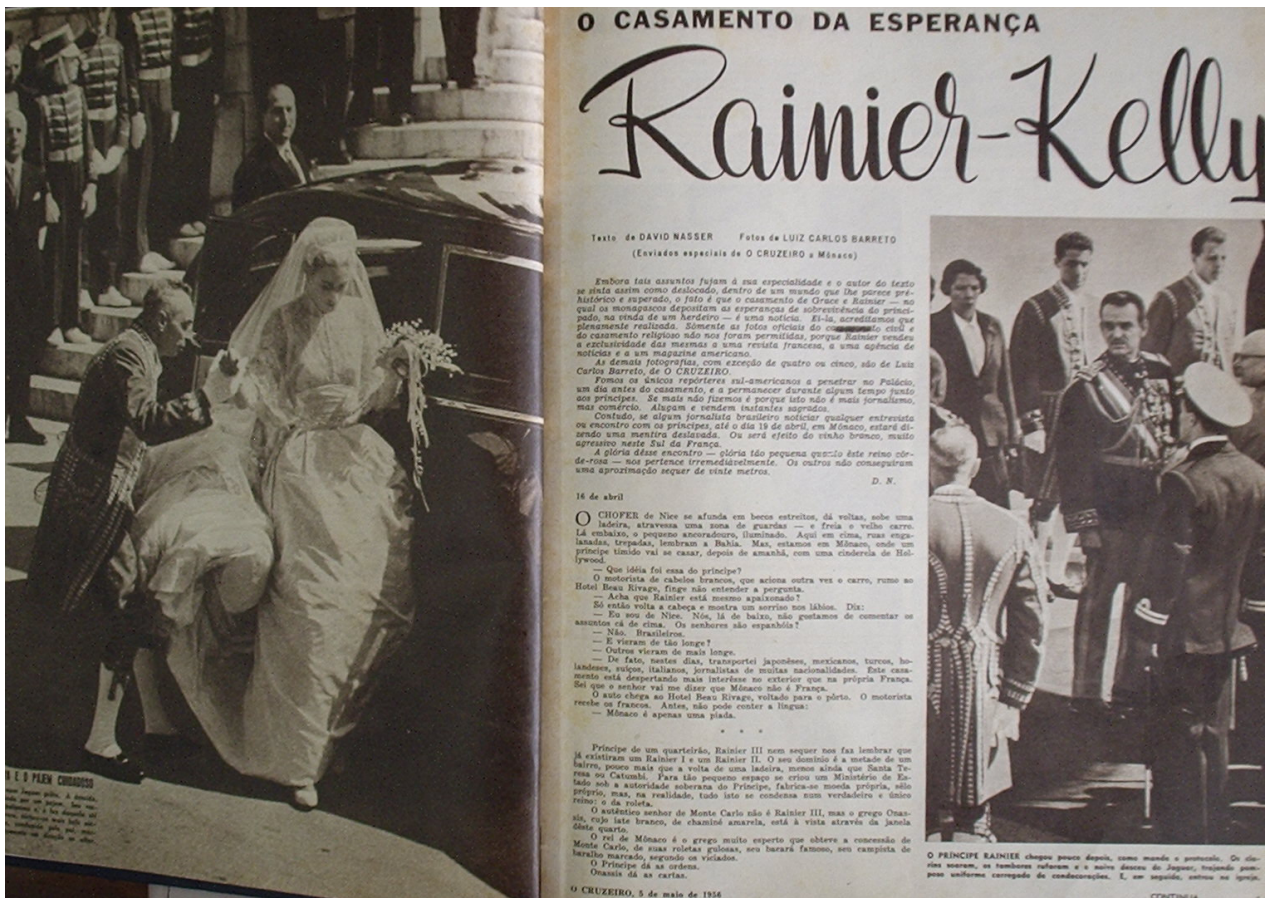 S E O PAJEM CUIDADOSO
O CASAMENTO DA ESPERANÇA
Rainier-Kelly
Texto de DAVID NASSER Fotos de LUIZ CARLOS BARRETO
(Enviados especiais de O CRUZEIRO a Mônaco)
Embora tais assuntos fujam à sua especialidade e o autor do texto
se sinta assim como deslocado, dentro de um mundo que lhe parece pré-
histórico e superado, o fato é que o casamento de Grace e Rainier — no
qual os monagascos depositam as esperanças de sobrevivência do princi-
pado, na vinda de um herdeiro — é uma notícia. Ei-la, acreditamos que
plenamente realizada. Sòmente as fotos oficiais do civil e
do casamento religioso não nos foram permitidas, porque Rainier vendeu
a exclusividade das mesmas a uma revista francesa, a uma agência de
notícias e a um magazine americano.
As demais fotografias, com exceção de quatro ou cinco, são de Luiz
Carlos Barreto, de O CRUZEIRO.
Fomos os únicos repórteres sul-americanos a penetrar no Palácio,
um dia antes do casamento, e a permanecer durante algum tempo junto
aos príncipes. Se mais não fizemos é porque isto não é mais jornalismo,
mas comércio. Alugam e vendem instantes sagrados.
Contudo, se algum jornalista brasileiro noticiar qualquer entrevista
ou encontro com os príncipes, até o dia 19 de abril, em Mônaco, estará di-
zendo uma mentira deslavada. Ou será efeito do vinho branco, muito
agressivo neste Sul da França.
A glória dêsse encontro — glória tão pequena quanto êste reino côr-
de-rosa — nos pertence irremediàvelmente. Os outros não conseguiram
uma aproximação sequer de vinte metros.
D. N.
16 de abril
O CHOFER de Nice se afunda em becos estreitos, dá voltas, sobe uma
ladeira, atravessa uma zona de guardas — e freia o velho carro.
Lá embaixo, o pequeno ancoradouro, iluminado. Aqui em cima, ruas enga-
lanadas, trepadas, lembram a Bahia. Mas, estamos em Mônaco, onde um
príncipe tímido vai se casar, depois de amanhã, com uma cinderela de Hol-
lywood.
— Que idéia foi essa do príncipe?
O motorista de cabelos brancos, que aciona outra vez o carro, rumo ao
Hotel Beau Rivage, finge não entender a pergunta.
— Acha que Rainier está mesmo apaixonado?
Só então volta a cabeça e mostra um sorriso nos lábios. Diz:
— Eu sou de Nice. Nós, lá de baixo, não gostamos de comentar os
assuntos cá de cima. Os senhores são espanhóis?
— Não. Brasileiros.
— E vieram de tão longe?
— Outros vieram de mais longe.
— De fato, nestes dias, transportei japonêses, mexicanos, turcos, ho-
landeses, suíços, italianos, jornalistas de muitas nacionalidades. Êste casa-
mento está despertando mais interêsse no exterior que na própria França.
Sei que o senhor vai me dizer que Mônaco não é França.
O auto chega ao Hotel Beau Rivage, voltado para o pôrto. O motorista
recebe os francos. Antes, não pode conter a língua:
— Mônaco é apenas uma piada.
* * *
Príncipe de um quarteirão, Rainier III nem sequer nos faz lembrar que
já existiram um Rainier I e um Rainier II. O seu domínio é a metade de um
bairro, pouco mais que a volta de uma ladeira, menos ainda que Santa Te-
resa ou Catumbi. Para tão pequeno espaço se criou um Ministério de Es-
tado sob a autoridade soberana do Príncipe, fabrica-se moeda própria, sêlo
próprio, mas, na realidade, tudo isto se condensa num verdadeiro e único
reino: o da roleta.
O autêntico senhor de Monte Carlo não é Rainier III, mas o grego Onas-
sis, cujo iate branco, de chaminé amarela, está à vista através da janela
dêste quarto.
O rei de Mônaco é o grego muito esperto que obteve a concessão de
Monte Carlo, de suas roletas gulosas, seu bacará famoso, seu campista de
baralho marcado, segundo os viciados.
O Príncipe dá as ordens.
Onassis dá as cartas.
O CRUZEIRO, 5 de maio de 1956
O PRÍNCIPE RAINIER chegou pouco depois, como manda o protocolo. Os cla-
rins soaram, os tambores rufaram e o noivo desceu do Jaguar, trajando pom-
poso uniforme carregado de condecorações. E, em seguida, entrou na igreja.
CONTINUA